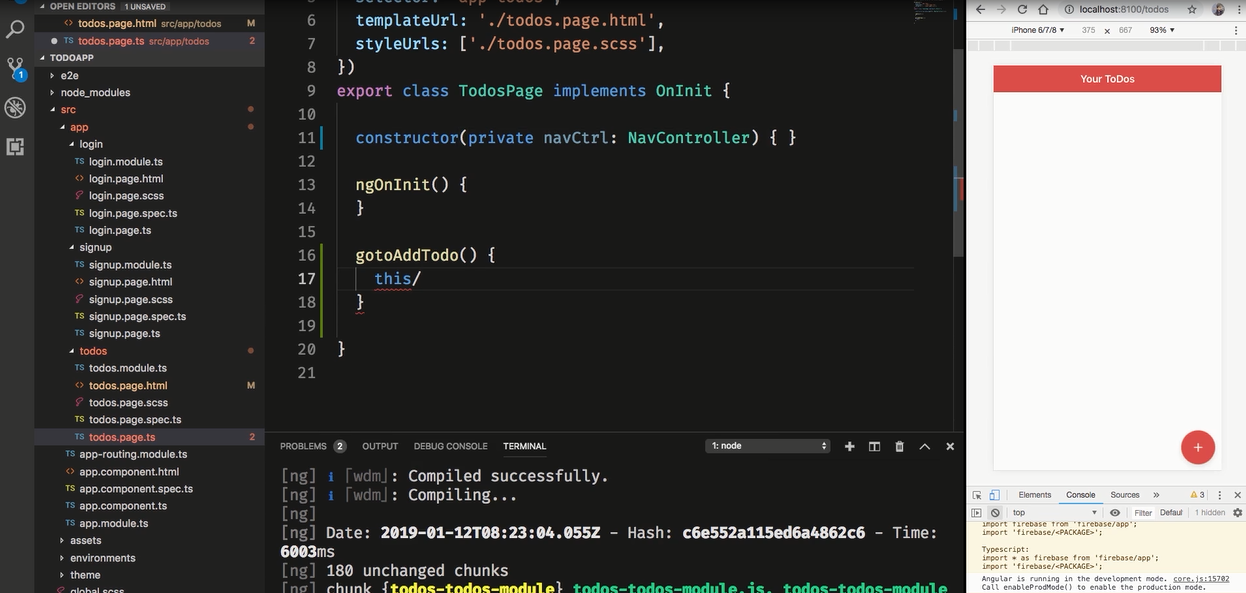 OPEN EDITORS 1 UNSAVED
<> todos.page.html src/app/todos M
TS todos.page.ts src/app/todos 2
TODOAPP
e2e
node_modules
src
app
login
TS login.module.ts
<> login.page.html
login.page.scss
TS login.page.spec.ts
TS login.page.ts
signup
TS signup.module.ts
<> signup.page.html
signup.page.scss
TS signup.page.spec.ts
TS signup.page.ts
todos
TS todos.module.ts
<> todos.page.html M
todos.page.scss
TS todos.page.spec.ts
TS todos.page.ts 2
TS app-routing.module.ts
<> app.component.html
TS app.component.spec.ts
TS app.component.ts
TS app.module.ts
assets
environments
theme
global.scss
1
6 templateUrl: './todos.page.html',
7 styleUrls: ['./todos.page.scss'],
8 })
9 export class TodosPage implements OnInit {
10
11 constructor(private navCtrl: NavController) { }
12
13 ngOnInit() {
14 }
15
16 gotoAddTodo() {
17 this/
18 }
19
20 }
21
PROBLEMS 2 OUTPUT DEBUG CONSOLE TERMINAL 1: node
[ng] ℹ ｢wdm｣: Compiled successfully.
[ng] ℹ ｢wdm｣: Compiling...
[ng]
[ng] Date: 2019-01-12T08:23:04.055Z - Hash: c6e552a115ed6a4862c6 - Time:
6003ms
[ng] 180 unchanged chunks
[ng] chunk {todos-todos-module} todos-todos-module.js, todos-todos-module
localhost:8100/todos
iPhone 6/7/8 ▼ 375 x 667 93% ▼
Your ToDos
+
Elements Console Sources » 3
top ▼ Filter Defaul 1 hidden
import firebase from 'firebase/app';
import 'firebase/<PACKAGE>';
Typescript:
import * as firebase from 'firebase/app';
import 'firebase/<PACKAGE>';
Angular is running in the development mode. core.js:15702
Call enableProdMode() to enable the production mode.